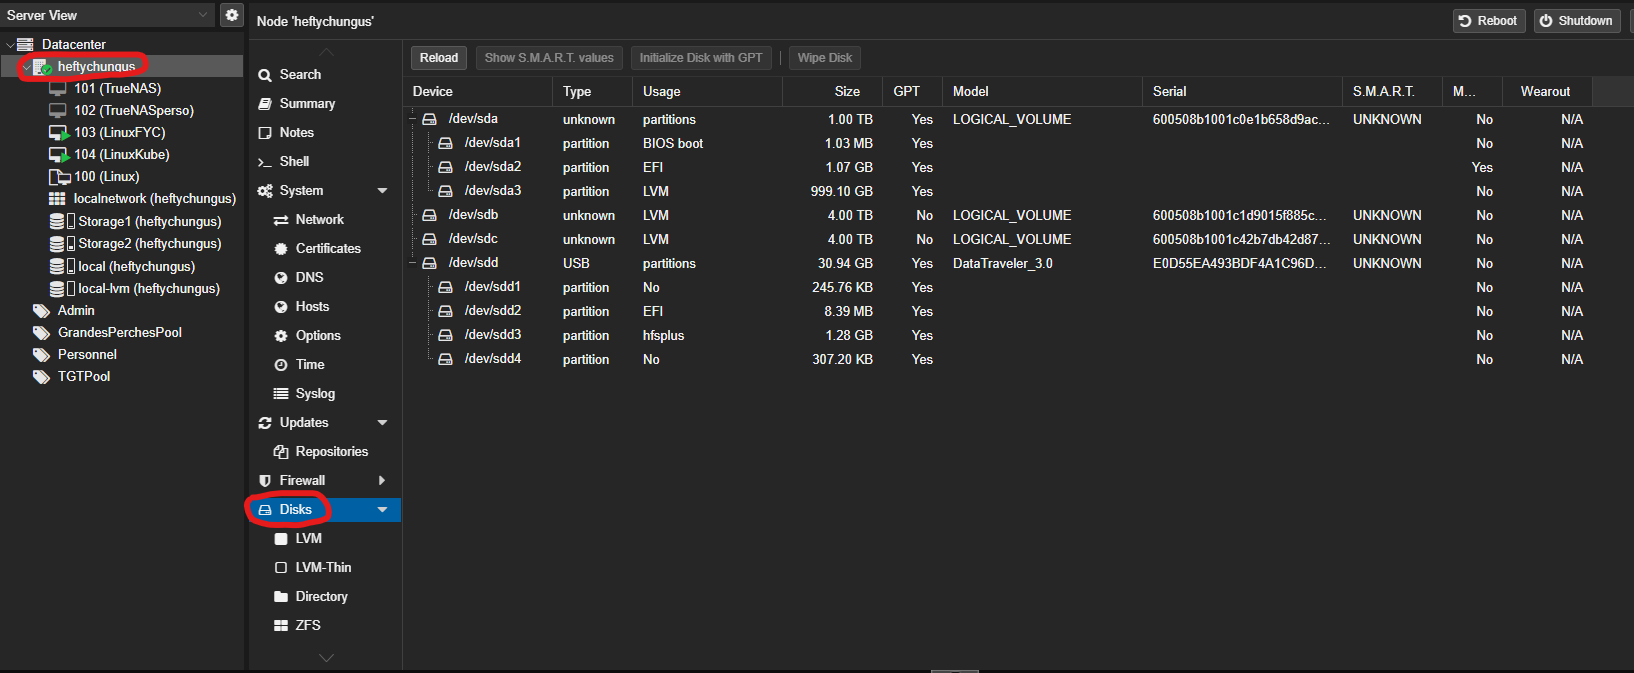 Server View
Node 'heftychungus'
Reboot
Shutdown
Datacenter
heftychungus
101 (TrueNAS)
102 (TrueNASperso)
103 (LinuxFYC)
104 (LinuxKube)
100 (Linux)
localnetwork (heftychungus)
Storage1 (heftychungus)
Storage2 (heftychungus)
local (heftychungus)
local-lvm (heftychungus)
Admin
GrandesPerchesPool
Personnel
TGTPool
Search
Summary
Notes
Shell
System
Network
Certificates
DNS
Hosts
Options
Time
Syslog
Updates
Repositories
Firewall
Disks
LVM
LVM-Thin
Directory
ZFS
Reload Show S.M.A.R.T. values Initialize Disk with GPT Wipe Disk
Device Type Usage Size GPT Model Serial S.M.A.R.T. M... Wearout
/dev/sda unknown partitions 1.00 TB Yes LOGICAL_VOLUME 600508b1001c0e1b658d9ac... UNKNOWN No N/A
/dev/sda1 partition BIOS boot 1.03 MB Yes No N/A
/dev/sda2 partition EFI 1.07 GB Yes Yes N/A
/dev/sda3 partition LVM 999.10 GB Yes No N/A
/dev/sdb unknown LVM 4.00 TB No LOGICAL_VOLUME 600508b1001c1d9015f885c... UNKNOWN No N/A
/dev/sdc unknown LVM 4.00 TB No LOGICAL_VOLUME 600508b1001c42b7db42d87... UNKNOWN No N/A
/dev/sdd USB partitions 30.94 GB Yes DataTraveler_3.0 E0D55EA493BDF4A1C96D... UNKNOWN No N/A
/dev/sdd1 partition No 245.76 KB Yes No N/A
/dev/sdd2 partition EFI 8.39 MB Yes No N/A
/dev/sdd3 partition hfsplus 1.28 GB Yes No N/A
/dev/sdd4 partition No 307.20 KB Yes No N/A